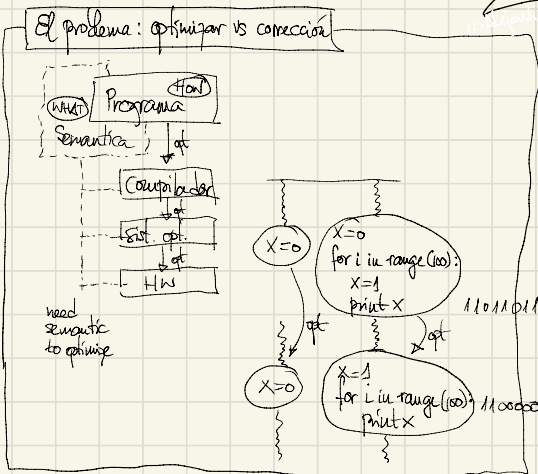 El problema: optimizar vs corrección
HOW
WHAT
Programa
Semantica
opt
Compilador
opt
Sist. opt.
opt
HW
need
semantic
to optimize
X=0
X=0
for i in range(100):
X=1
print X
11011011
opt
opt
X=0
X=1
for i in range(100):
print X
1100000